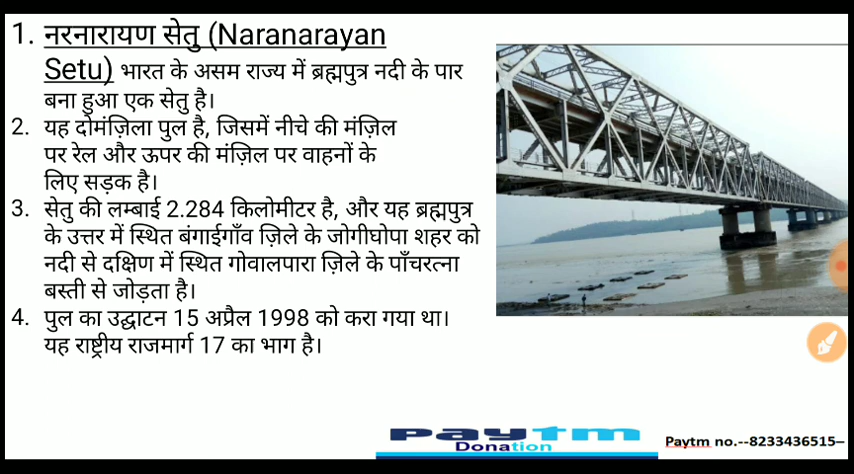 1. नरनारायण सेतु (Naranarayan
Setu) भारत के असम राज्य में ब्रह्मपुत्र नदी के पार
बना हुआ एक सेतु है।
2. यह दोमंज़िला पुल है, जिसमें नीचे की मंज़िल
पर रेल और ऊपर की मंज़िल पर वाहनों के
लिए सड़क है।
3. सेतु की लम्बाई 2.284 किलोमीटर है, और यह ब्रह्मपुत्र
के उत्तर में स्थित बंगाईगाँव ज़िले के जोगीघोपा शहर को
नदी से दक्षिण में स्थित गोवालपारा ज़िले के पाँचरत्ना
बस्ती से जोड़ता है।
4. पुल का उद्घाटन 15 अप्रैल 1998 को करा गया था।
यह राष्ट्रीय राजमार्ग 17 का भाग है।
paytm
Donation
Paytm no.--8233436515–